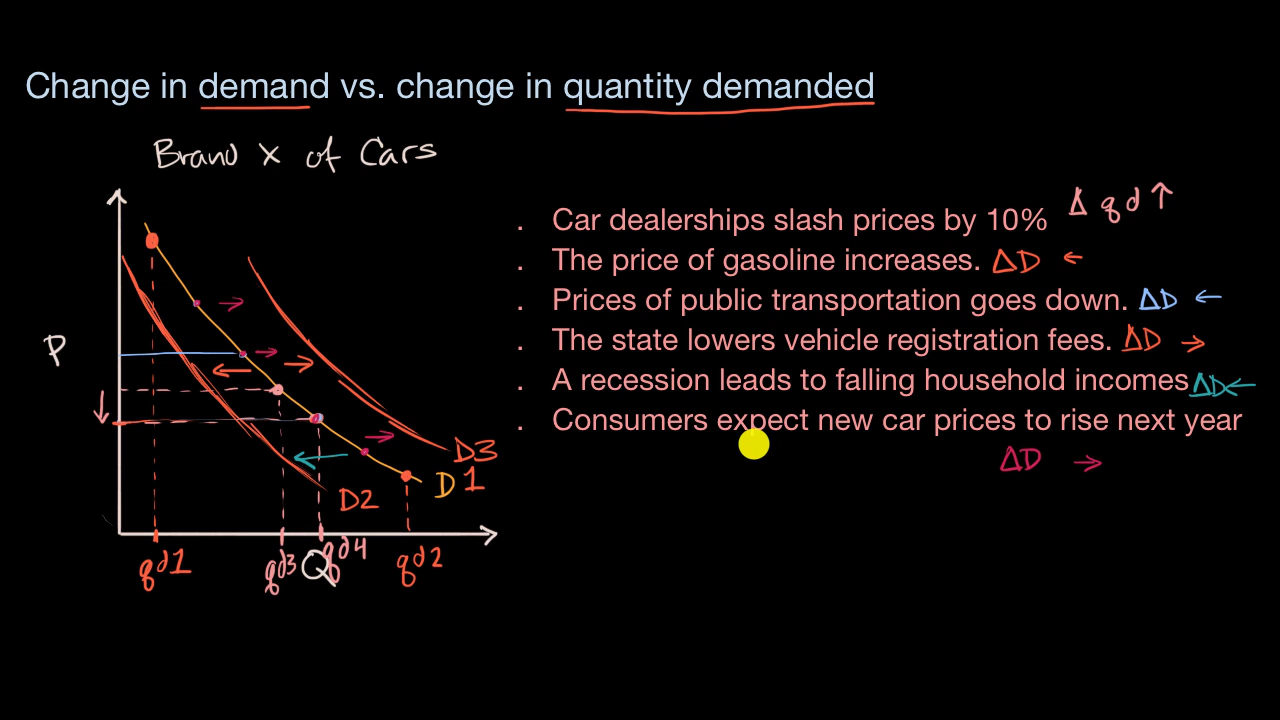 Change in demand vs. change in quantity demanded
Brand X of Cars
. Car dealerships slash prices by 10% Δ qd ↑
. The price of gasoline increases. ΔD ←
. Prices of public transportation goes down. ΔD ←
. The state lowers vehicle registration fees. ΔD →
. A recession leads to falling household incomes ΔD ←
. Consumers expect new car prices to rise next year
ΔD →
P
D3
D1
D2
qd1 qd3 Q qd4 qd2